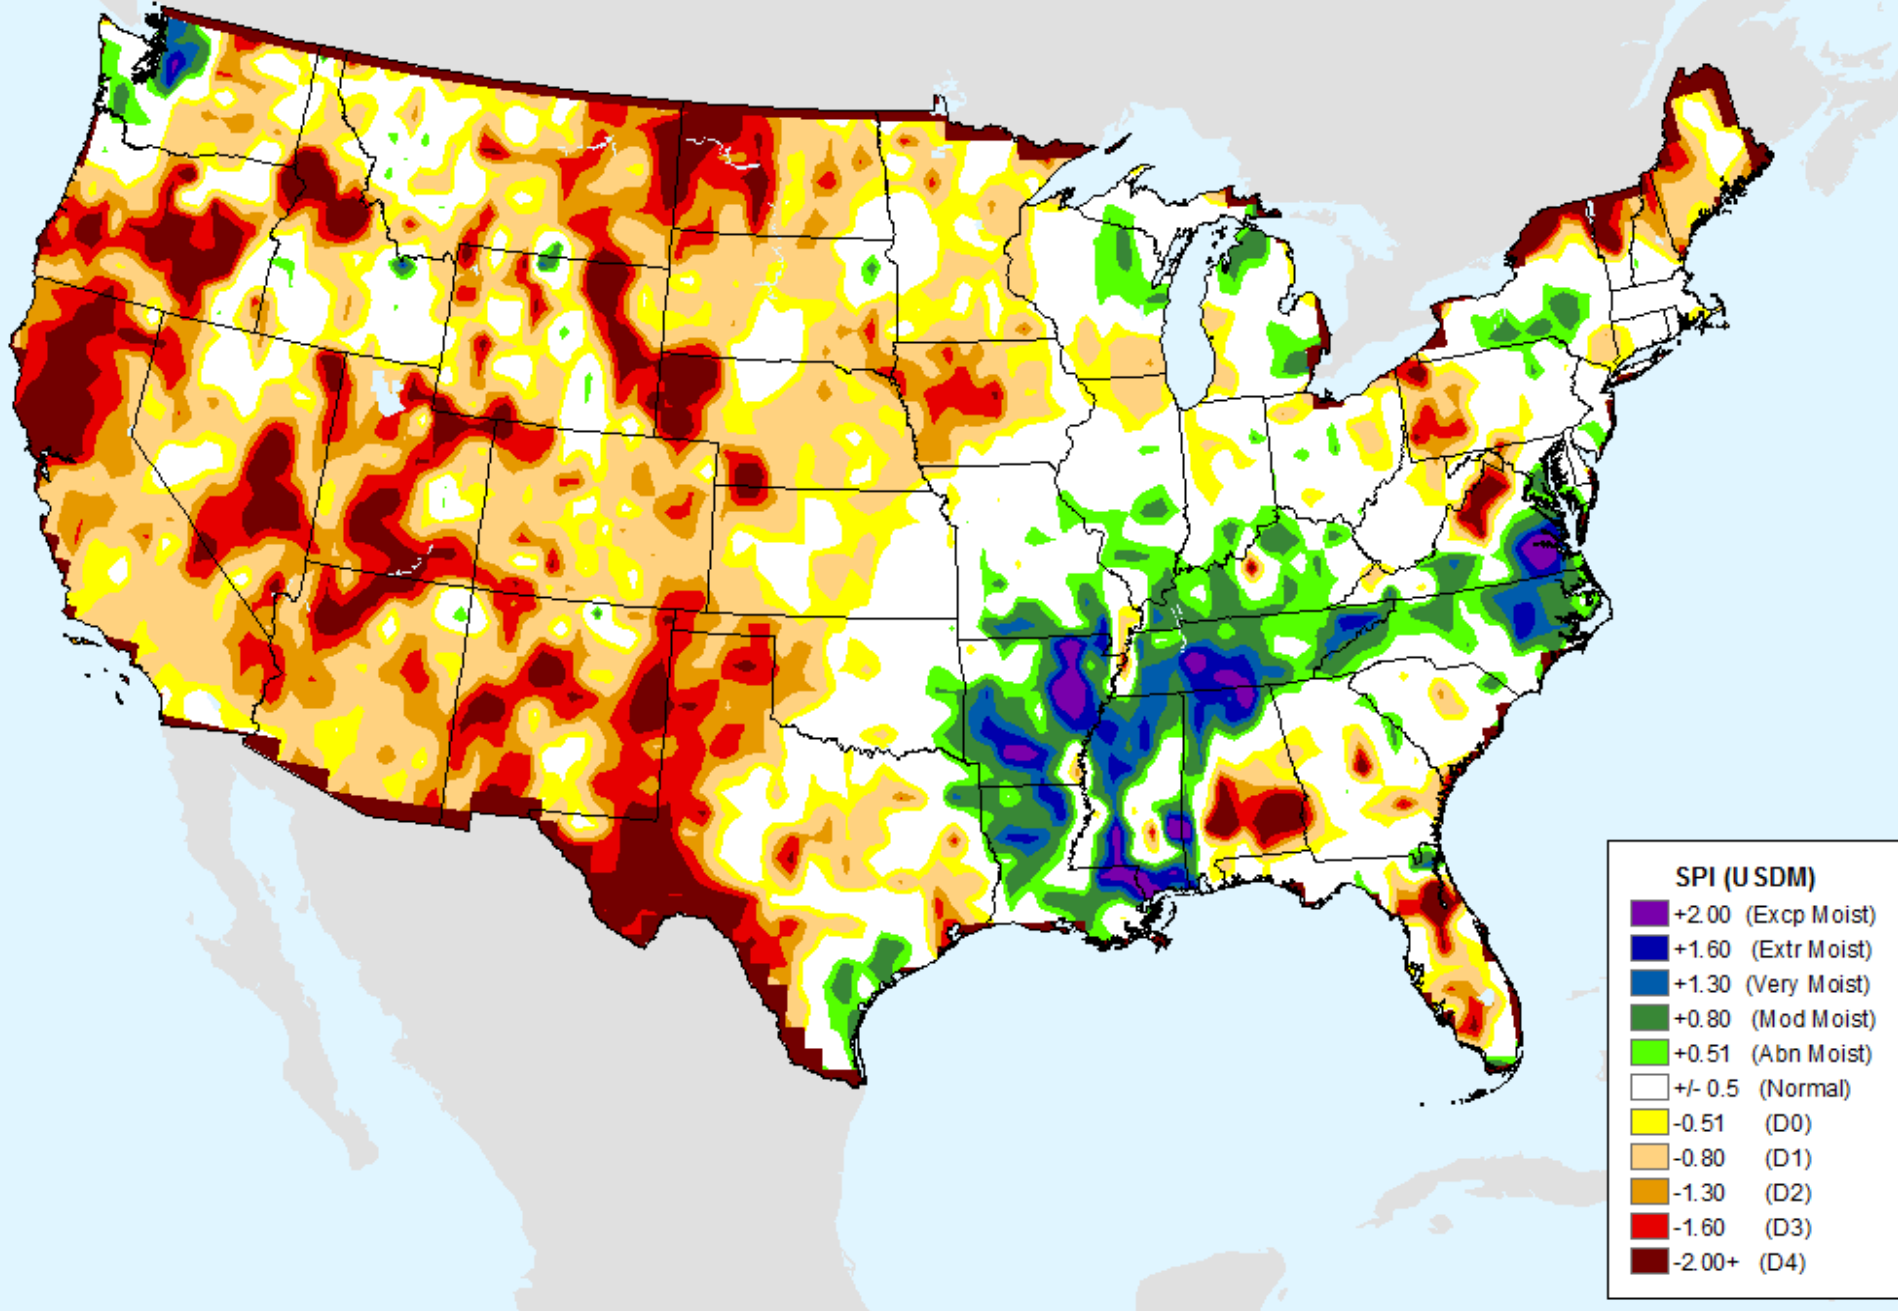 SPI (USDM)
+2.00 (Excp Moist)
+1.60 (Extr Moist)
+1.30 (Very Moist)
+0.80 (Mod Moist)
+0.51 (Abn Moist)
+/- 0.5 (Normal)
-0.51 (D0)
-0.80 (D1)
-1.30 (D2)
-1.60 (D3)
-2.00+ (D4)